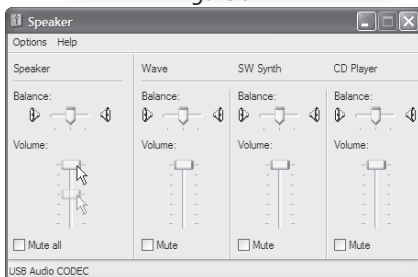 Speaker
Options Help
Speaker Wave SW Synth CD Player
Balance: Balance: Balance: Balance:
Volume: Volume: Volume: Volume:
Mute all Mute Mute Mute
USB Audio CODEC